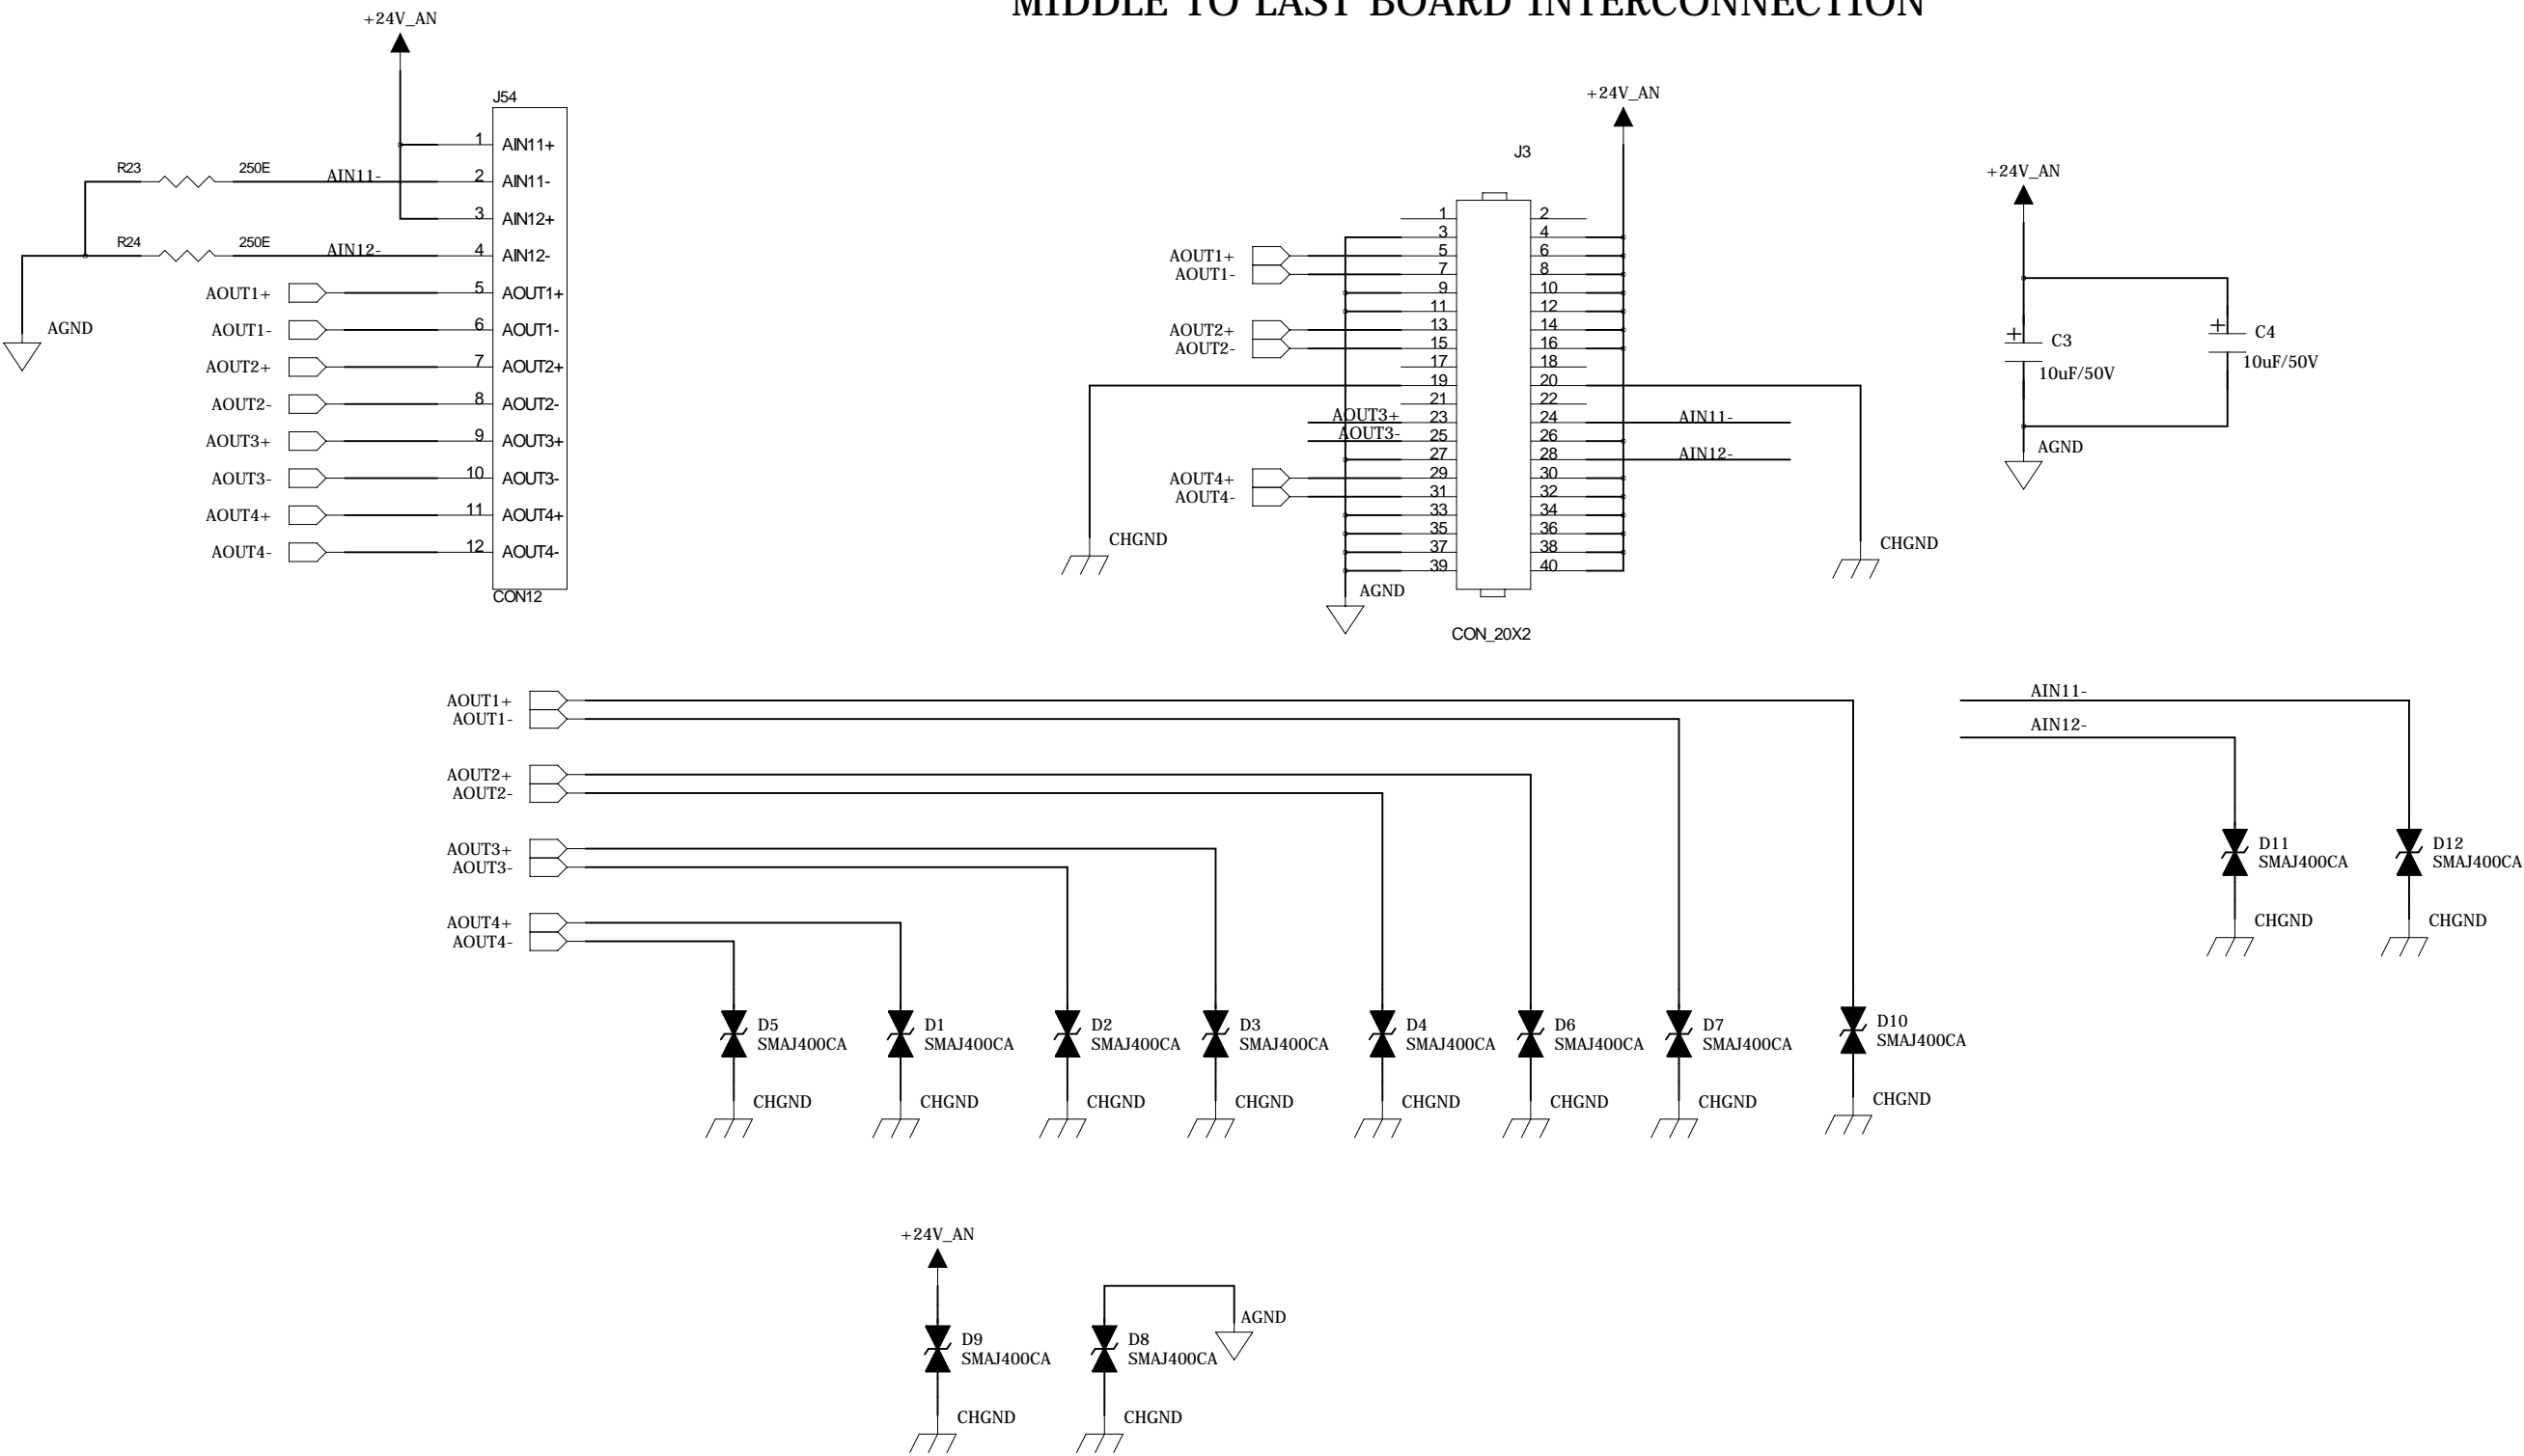 MIDDLE TO LAST BOARD INTERCONNECTION
+24V_AN
J54
1 AIN11+
R23 250E AIN11- 2 AIN11-
3 AIN12+
R24 250E AIN12- 4 AIN12-
AOUT1+ 5 AOUT1+
AGND
AOUT1- 6 AOUT1-
AOUT2+ 7 AOUT2+
AOUT2- 8 AOUT2-
AOUT3+ 9 AOUT3+
AOUT3- 10 AOUT3-
AOUT4+ 11 AOUT4+
AOUT4- 12 AOUT4-
CON12
+24V_AN
J3
1 2
3 4
AOUT1+ 5 6
AOUT1- 7 8
9 10
11 12
AOUT2+ 13 14
AOUT2- 15 16
17 18
19 20
21 22
AOUT3+ 23 24 AIN11-
AOUT3- 25 26
27 28 AIN12-
AOUT4+ 29 30
AOUT4- 31 32
33 34
35 36
37 38
39 40
CHGND
CHGND
AGND
CON_20X2
+24V_AN
+ C3
10uF/50V
+ C4
10uF/50V
AGND
AOUT1+
AOUT1-
AOUT2+
AOUT2-
AOUT3+
AOUT3-
AOUT4+
AOUT4-
AIN11-
AIN12-
D11
SMAJ400CA
CHGND
D12
SMAJ400CA
CHGND
D5
SMAJ400CA
CHGND
D1
SMAJ400CA
CHGND
D2
SMAJ400CA
CHGND
D3
SMAJ400CA
CHGND
D4
SMAJ400CA
CHGND
D6
SMAJ400CA
CHGND
D7
SMAJ400CA
CHGND
D10
SMAJ400CA
CHGND
+24V_AN
D9
SMAJ400CA
CHGND
AGND
D8
SMAJ400CA
CHGND